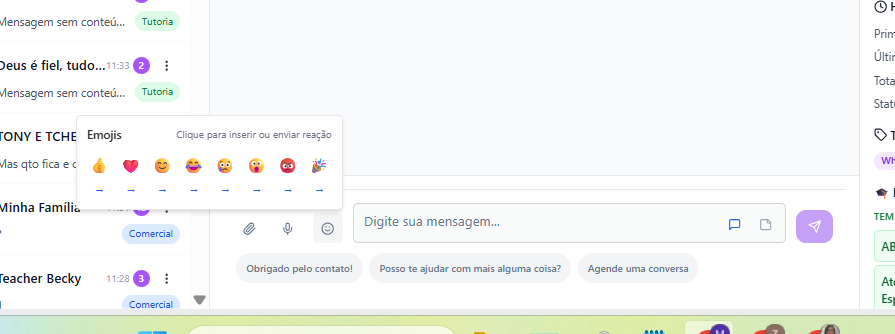 Mensagem sem conteú... Tutoria
Deus é fiel, tudo... 11:33 2
Mensagem sem conteú... Tutoria
TONY E TCHE
Mas qto fica e c
Emojis Clique para inserir ou enviar reação
→ → → → → → → →
Minha Família
Comercial
Teacher Becky 11:28 3
Comercial
Digite sua mensagem...
Obrigado pelo contato! Posso te ajudar com mais alguma coisa? Agende uma conversa
Prim
Últin
Tota
Statu
T
Wh
TEM
AB
Ate
Esp